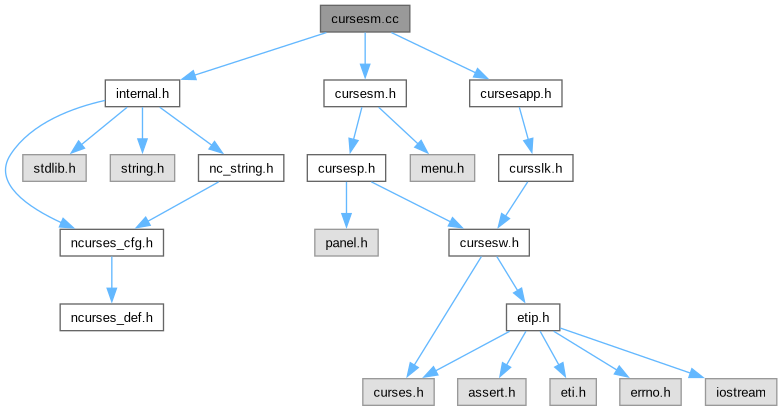 cursesm.cc
internal.h
cursesm.h
cursesapp.h
stdlib.h
string.h
nc_string.h
cursesp.h
menu.h
cursslk.h
ncurses_cfg.h
panel.h
cursesw.h
ncurses_def.h
etip.h
curses.h
assert.h
eti.h
errno.h
iostream